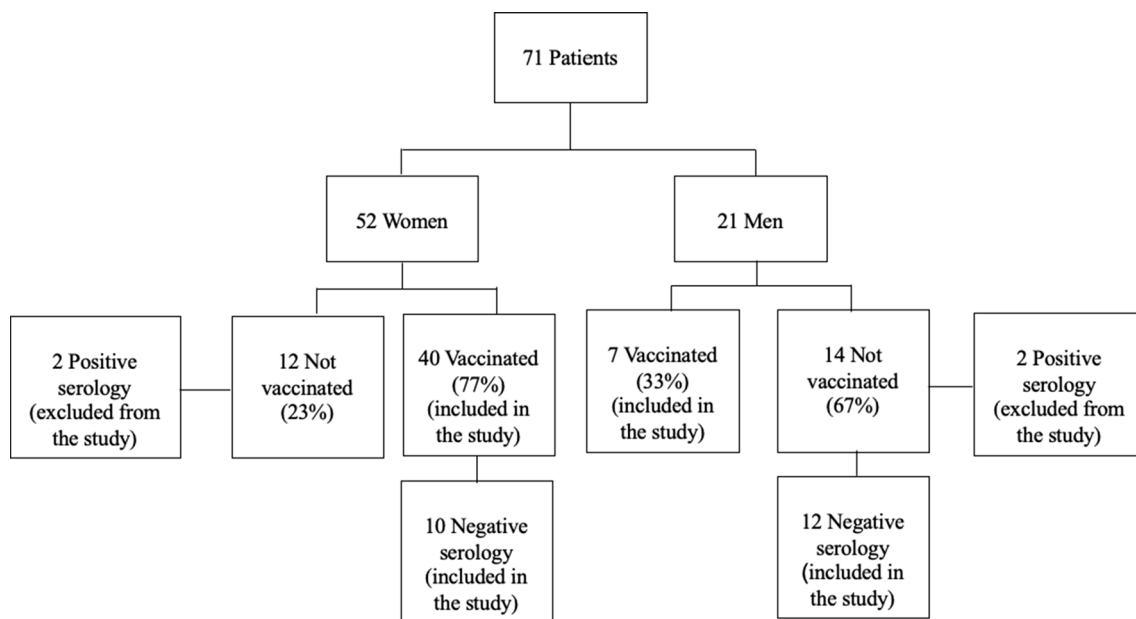 71 Patients
52 Women
21 Men
2 Positive
serology
(excluded from
the study)
12 Not
vaccinated
(23%)
40 Vaccinated
(77%)
(included in
the study)
7 Vaccinated
(33%)
(included in
the study)
14 Not
vaccinated
(67%)
2 Positive
serology
(excluded from
the study)
10 Negative
serology
(included in
the study)
12 Negative
serology
(included in
the study)